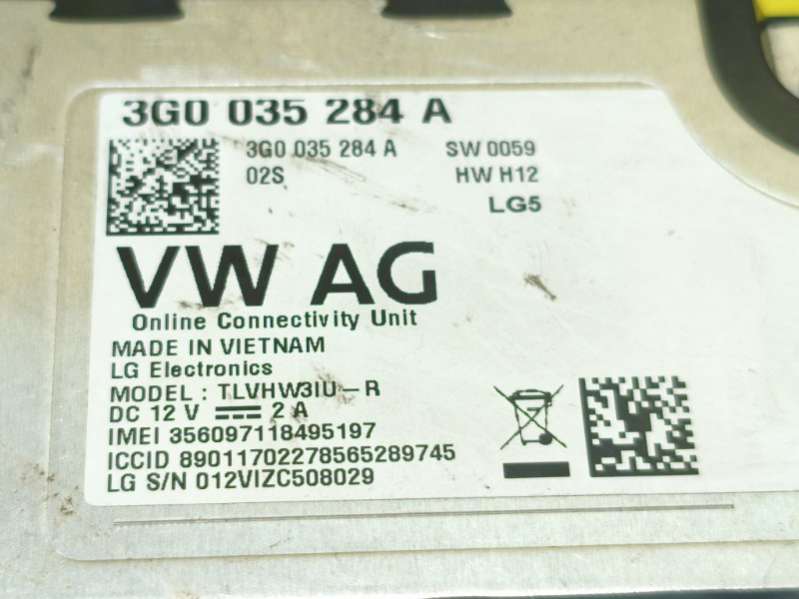 3G0 035 284 A
3G0 035 284 A SW 0059
02S HW H12
LG5
VW AG
Online Connectivity Unit
MADE IN VIETNAM
LG Electronics
MODEL : TLVHW3IU-R
DC 12 V ⎓ 2 A
IMEI 356097118495197
ICCID 89011702278565289745
LG S/N 012VIZC508029